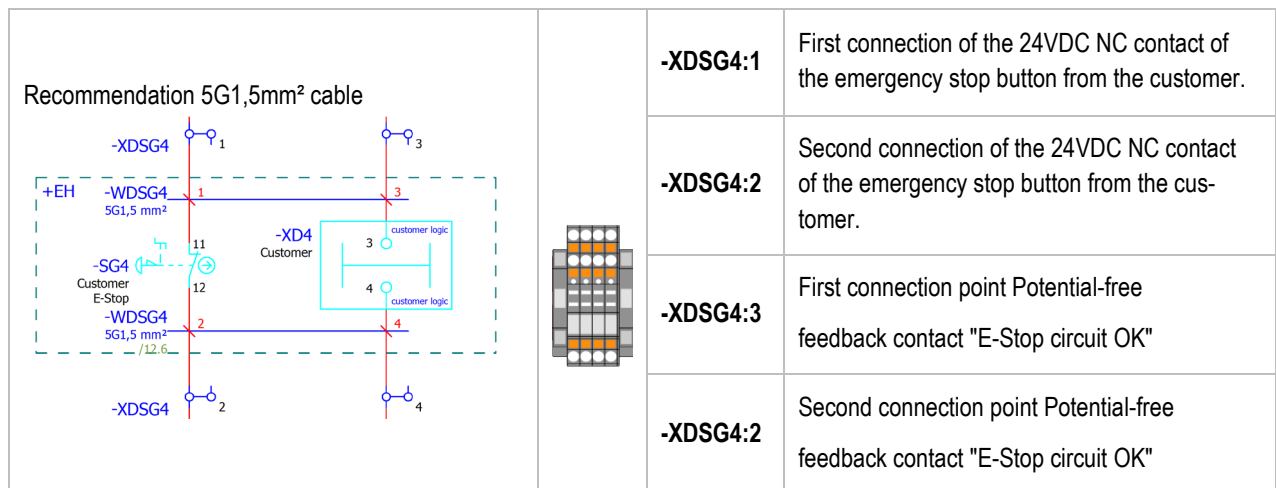 Recommendation 5G1,5mm² cable
-XDSG4
1
3
+EH
-WDSG4
5G1,5 mm²
1
3
-XD4
Customer
customer logic
3
4
customer logic
11
-SG4
Customer
E-Stop
12
-WDSG4
5G1,5 mm²
/12.6
2
4
-XDSG4
2
4
-XDSG4:1
First connection of the 24VDC NC contact of
the emergency stop button from the customer.
-XDSG4:2
Second connection of the 24VDC NC contact
of the emergency stop button from the cus-
tomer.
-XDSG4:3
First connection point Potential-free
feedback contact "E-Stop circuit OK"
-XDSG4:2
Second connection point Potential-free
feedback contact "E-Stop circuit OK"